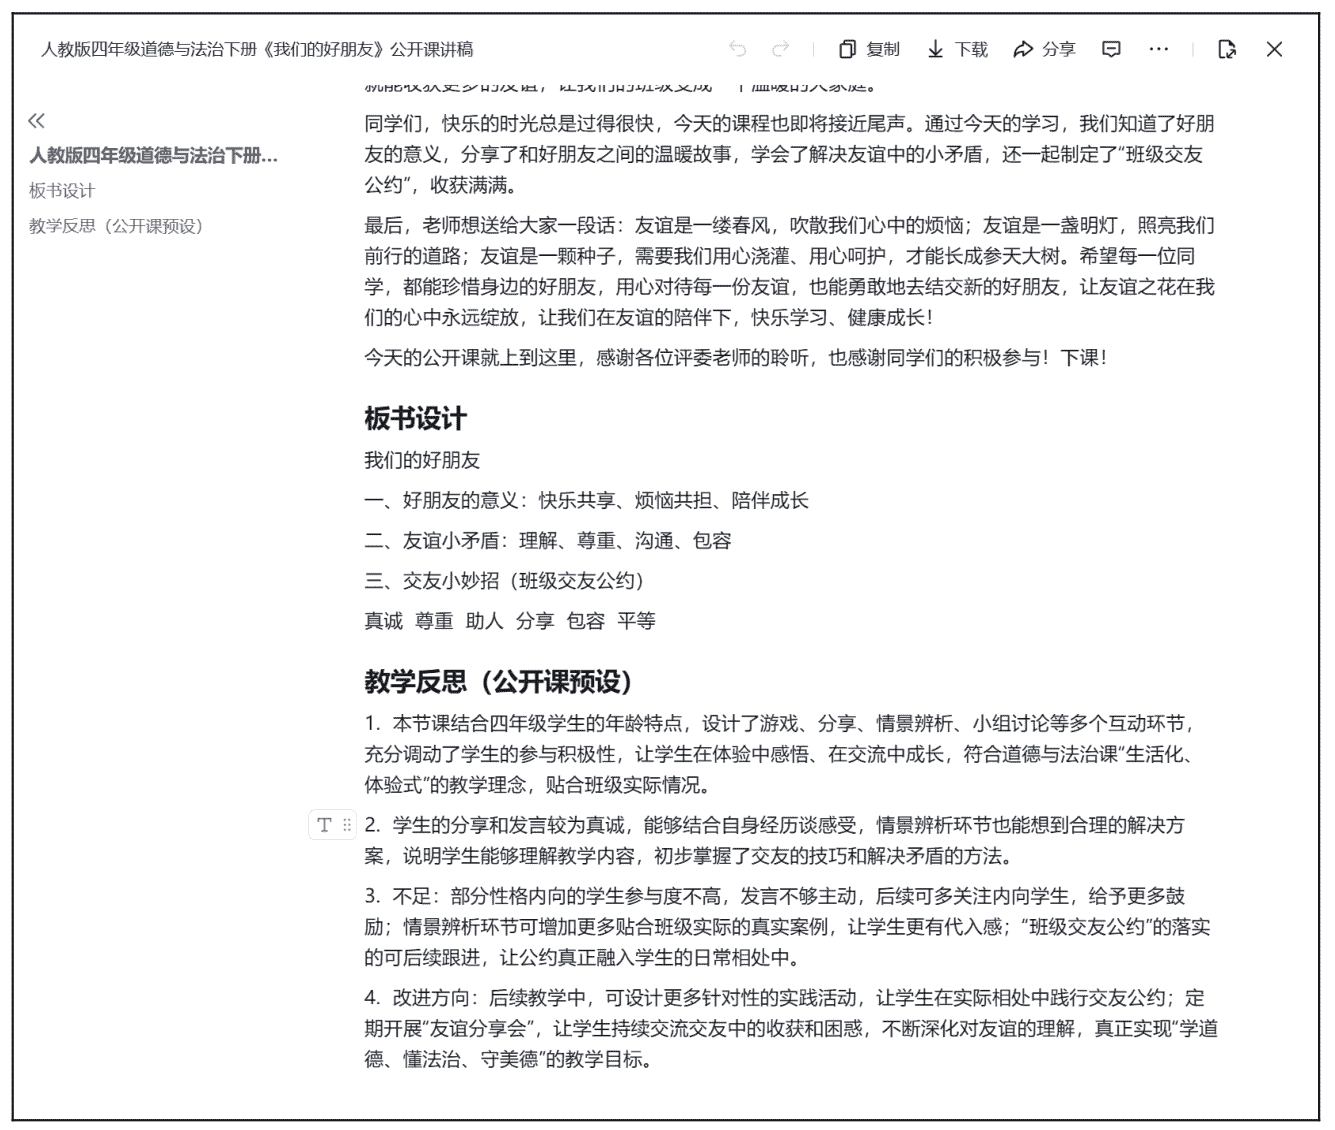 人教版四年级道德与法治下册《我们的好朋友》公开课讲稿
复制
下载
分享
人教版四年级道德与法治下册...
板书设计
教学反思（公开课预设）
就能收获更多的友谊，让我们的班级变成一个温暖的大家庭。
同学们，快乐的时光总是过得很快，今天的课程也即将接近尾声。通过今天的学习，我们知道了好朋
友的意义，分享了和好朋友之间的温暖故事，学会了解决友谊中的小矛盾，还一起制定了“班级交友
公约”，收获满满。
最后，老师想送给大家一段话：友谊是一缕春风，吹散我们心中的烦恼；友谊是一盏明灯，照亮我们
前行的道路；友谊是一颗种子，需要我们用心浇灌、用心呵护，才能长成参天大树。希望每一位同
学，都能珍惜身边的好朋友，用心对待每一份友谊，也能勇敢地去结交新的好朋友，让友谊之花在我
们的心中永远绽放，让我们在友谊的陪伴下，快乐学习、健康成长！
今天的公开课就上到这里，感谢各位评委老师的聆听，也感谢同学们的积极参与！下课！
板书设计
我们的好朋友
一、好朋友的意义：快乐共享、烦恼共担、陪伴成长
二、友谊小矛盾：理解、尊重、沟通、包容
三、交友小妙招（班级交友公约）
真诚 尊重 助人 分享 包容 平等
教学反思（公开课预设）
1. 本节课结合四年级学生的年龄特点，设计了游戏、分享、情景辨析、小组讨论等多个互动环节，
充分调动了学生的参与积极性，让学生在体验中感悟、在交流中成长，符合道德与法治课“生活化、
体验式”的教学理念，贴合班级实际情况。
2. 学生的分享和发言较为真诚，能够结合自身经历谈感受，情景辨析环节也能想到合理的解决方
案，说明学生能够理解教学内容，初步掌握了交友的技巧和解决矛盾的方法。
3. 不足：部分性格内向的学生参与度不高，发言不够主动，后续可多关注内向学生，给予更多鼓
励；情景辨析环节可增加更多贴合班级实际的真实案例，让学生更有代入感；“班级交友公约”的落实
的可后续跟进，让公约真正融入学生的日常相处中。
4. 改进方向：后续教学中，可设计更多针对性的实践活动，让学生在实际相处中践行交友公约；定
期开展“友谊分享会”，让学生持续交流交友中的收获和困惑，不断深化对友谊的理解，真正实现“学道
德、懂法治、守美德”的教学目标。